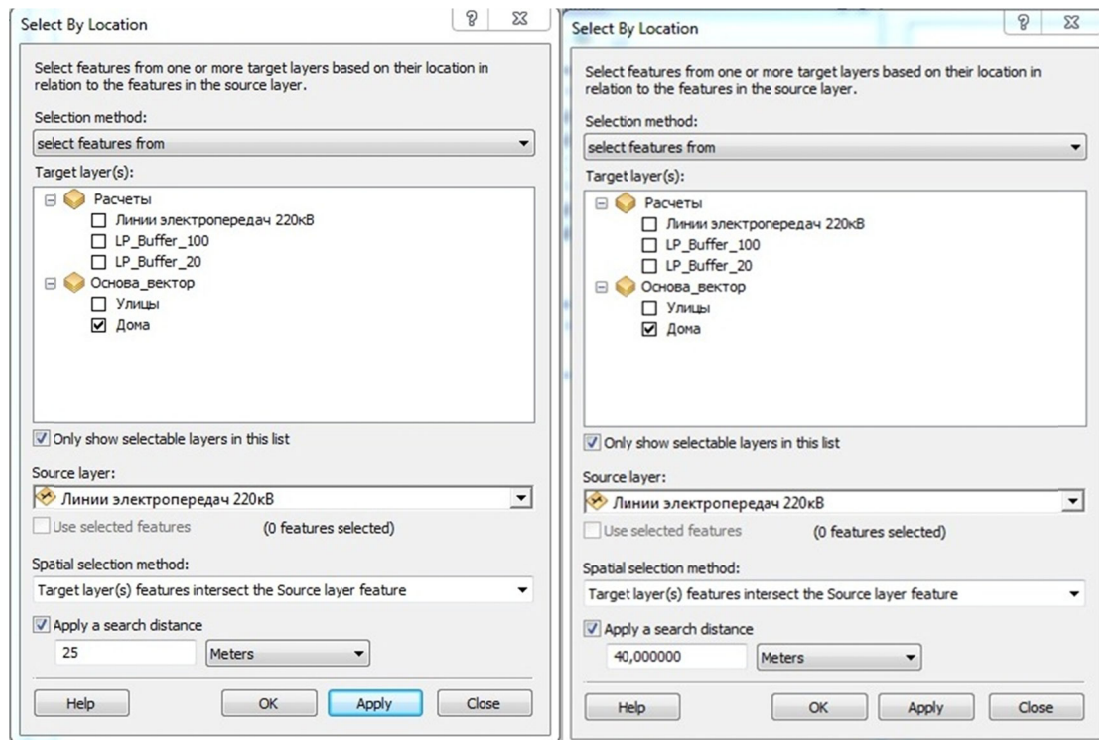 Select By Location
Select features from one or more target layers based on their location in
relation to the features in the source layer.
Selection method:
select features from
Target layer(s):
Расчеты
Линии электропередач 220кВ
LP_Buffer_100
LP_Buffer_20
Основа_вектор
Улицы
Дома
Only show selectable layers in this list
Source layer:
Линии электропередач 220кВ
Use selected features (0 features selected)
Spatial selection method:
Target layer(s) features intersect the Source layer feature
Apply a search distance
25 Meters
Help OK Apply Close
Select By Location
Select features from one or more target layers based on their location in
relation to the features in the source layer.
Selection method:
select features from
Target layer(s):
Расчеты
Линии электропередач 220кВ
LP_Buffer_100
LP_Buffer_20
Основа_вектор
Улицы
Дома
Only show selectable layers in this list
Source layer:
Линии электропередач 220кВ
Use selected features (0 features selected)
Spatial selection method:
Target layer(s) features intersect the Source layer feature
Apply a search distance
40,000000 Meters
Help OK Apply Close